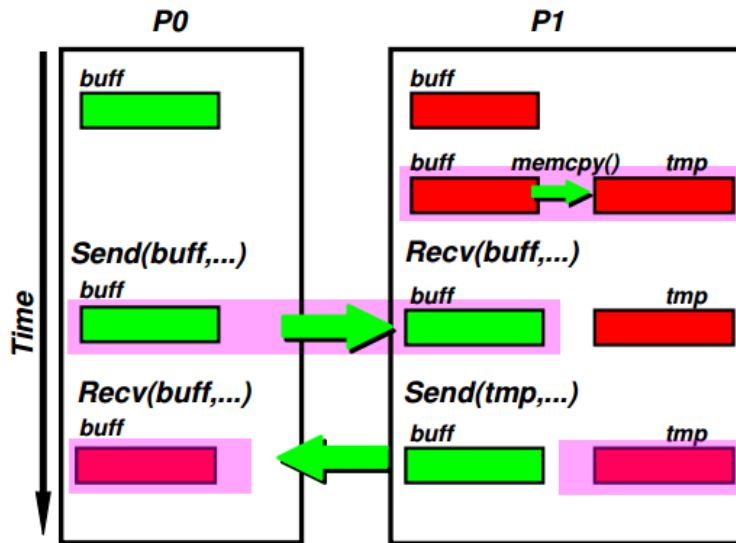 P0 P1
buff buff
buff memcpy() tmp
Send(buff,...) Recv(buff,...)
buff buff tmp
Time
Recv(buff,...) Send(tmp,...)
buff buff tmp